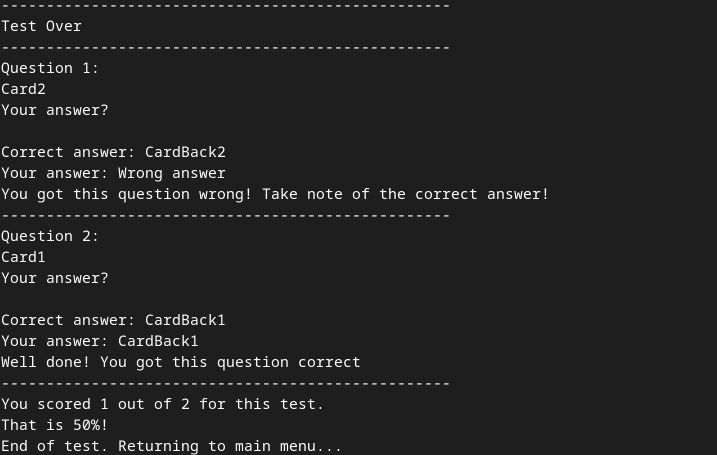 --------------------------------------------------
Test Over
--------------------------------------------------
Question 1:
Card2
Your answer?
Correct answer: CardBack2
Your answer: Wrong answer
You got this question wrong! Take note of the correct answer!
--------------------------------------------------
Question 2:
Card1
Your answer?
Correct answer: CardBack1
Your answer: CardBack1
Well done! You got this question correct
--------------------------------------------------
You scored 1 out of 2 for this test.
That is 50%!
End of test. Returning to main menu...